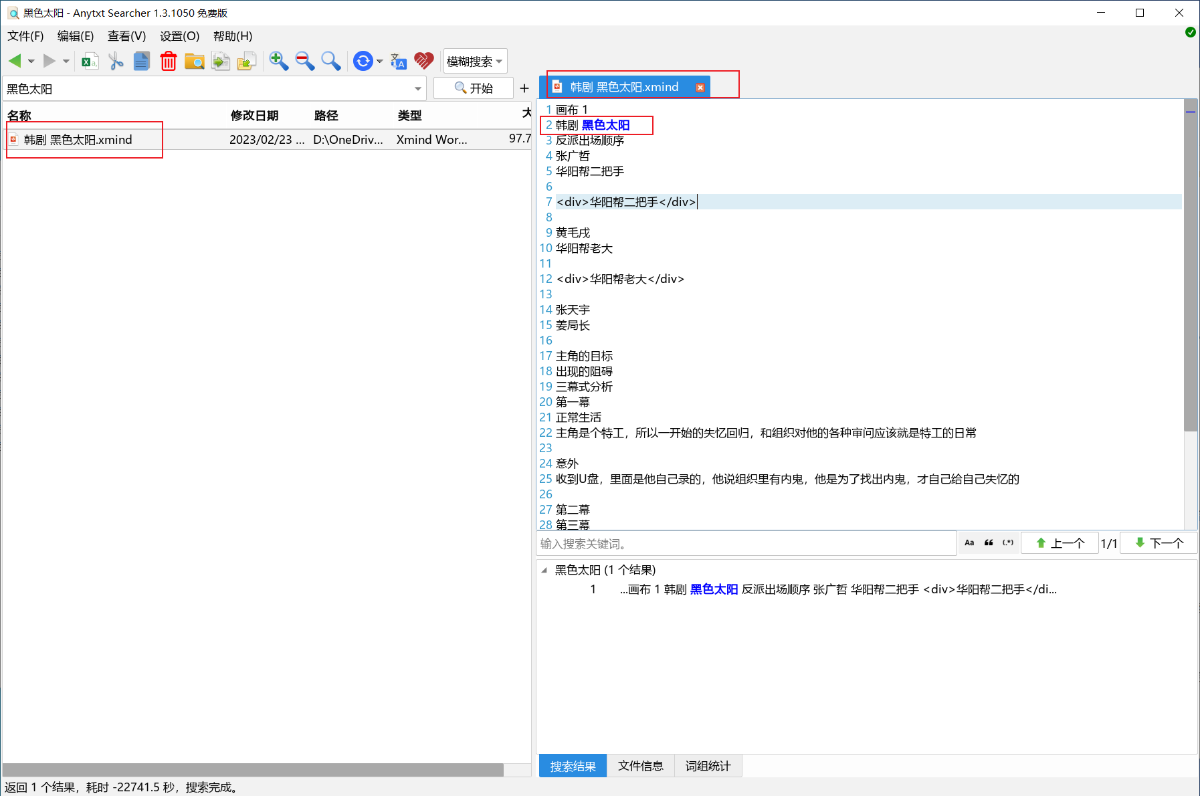 黑色太阳 - Anytxt Searcher 1.3.1050 免费版
文件(F) 编辑(E) 查看(V) 设置(O) 帮助(H)
模糊搜索
黑色太阳
开始
+
名称 修改日期 路径 类型 大
韩剧 黑色太阳.xmind 2023/02/23 ... D:\OneDriv... Xmind Wor... 97.7
韩剧 黑色太阳.xmind
1 画布 1
2 韩剧 黑色太阳
3 反派出场顺序
4 张广哲
5 华阳帮二把手
6
7 <div>华阳帮二把手</div>
8
9 黄毛戌
10 华阳帮老大
11
12 <div>华阳帮老大</div>
13
14 张天宇
15 姜局长
16
17 主角的目标
18 出现的阻碍
19 三幕式分析
20 第一幕
21 正常生活
22 主角是个特工，所以一开始的失忆回归，和组织对他的各种审问应该就是特工的日常
23
24 意外
25 收到U盘，里面是他自己录的，他说组织里有内鬼，他是为了找出内鬼，才自己给自己失忆的
26
27 第二幕
28 第三幕
输入搜索关键词。
Aa
上一个 1/1 下一个
黑色太阳 (1 个结果)
1 ...画布 1 韩剧 黑色太阳 反派出场顺序 张广哲 华阳帮二把手 <div>华阳帮二把手</di...
搜索结果 文件信息 词组统计
返回 1 个结果，耗时 -22741.5 秒，搜索完成。